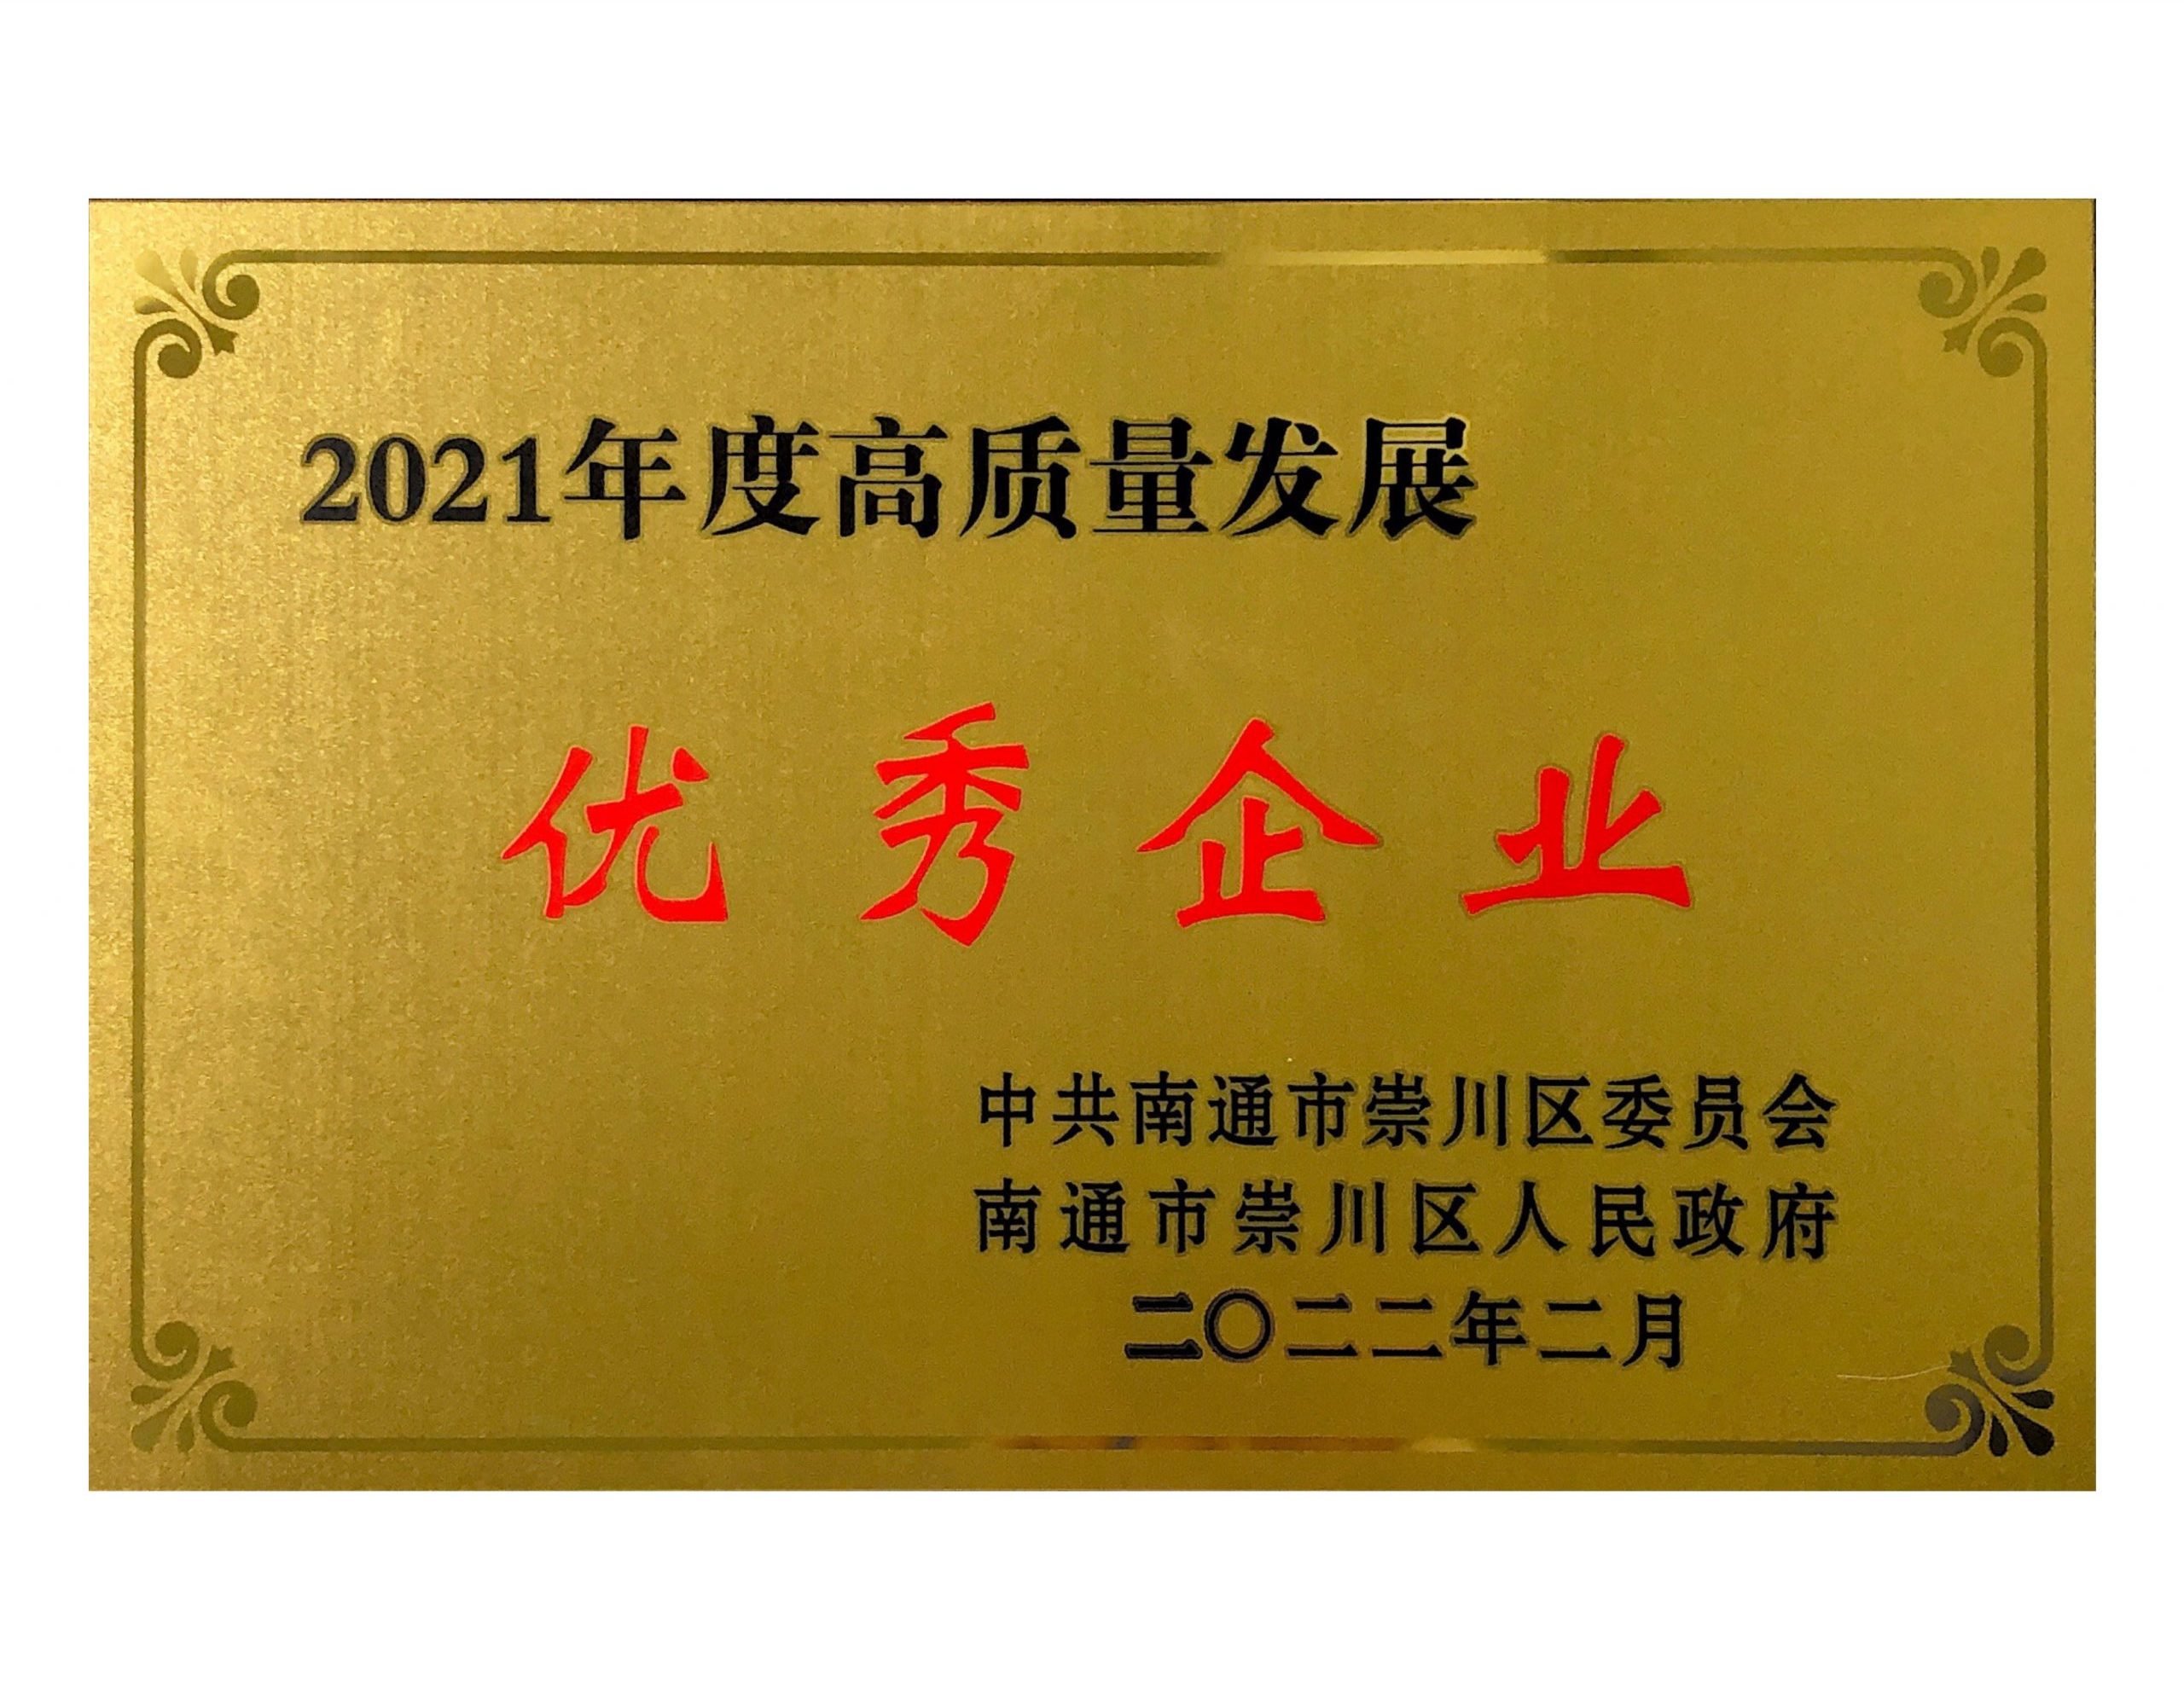 2021年度高质量发展
优秀企业
中共南通市崇川区委员会
南通市崇川区人民政府
二〇二二年二月